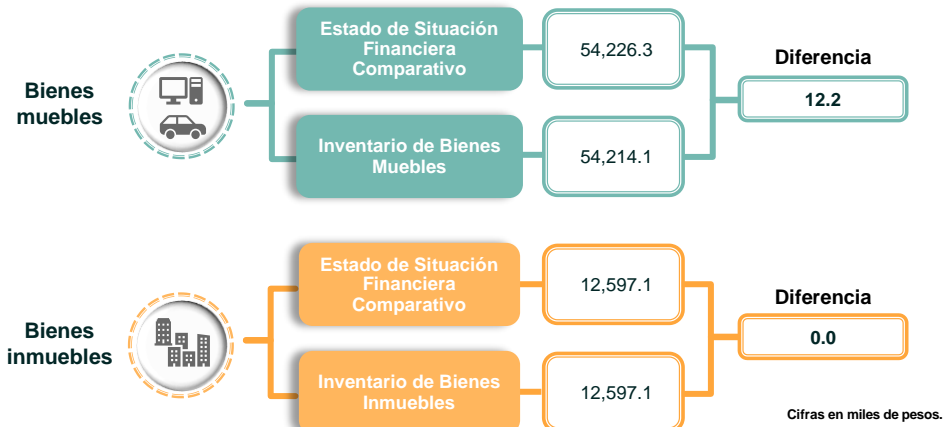 Bienes
muebles
Estado de Situación
Financiera
Comparativo
54,226.3
Inventario de Bienes
Muebles
54,214.1
Diferencia
12.2
Bienes
inmuebles
Estado de Situación
Financiera
Comparativo
12,597.1
Inventario de Bienes
Inmuebles
12,597.1
Diferencia
0.0
Cifras en miles de pesos.